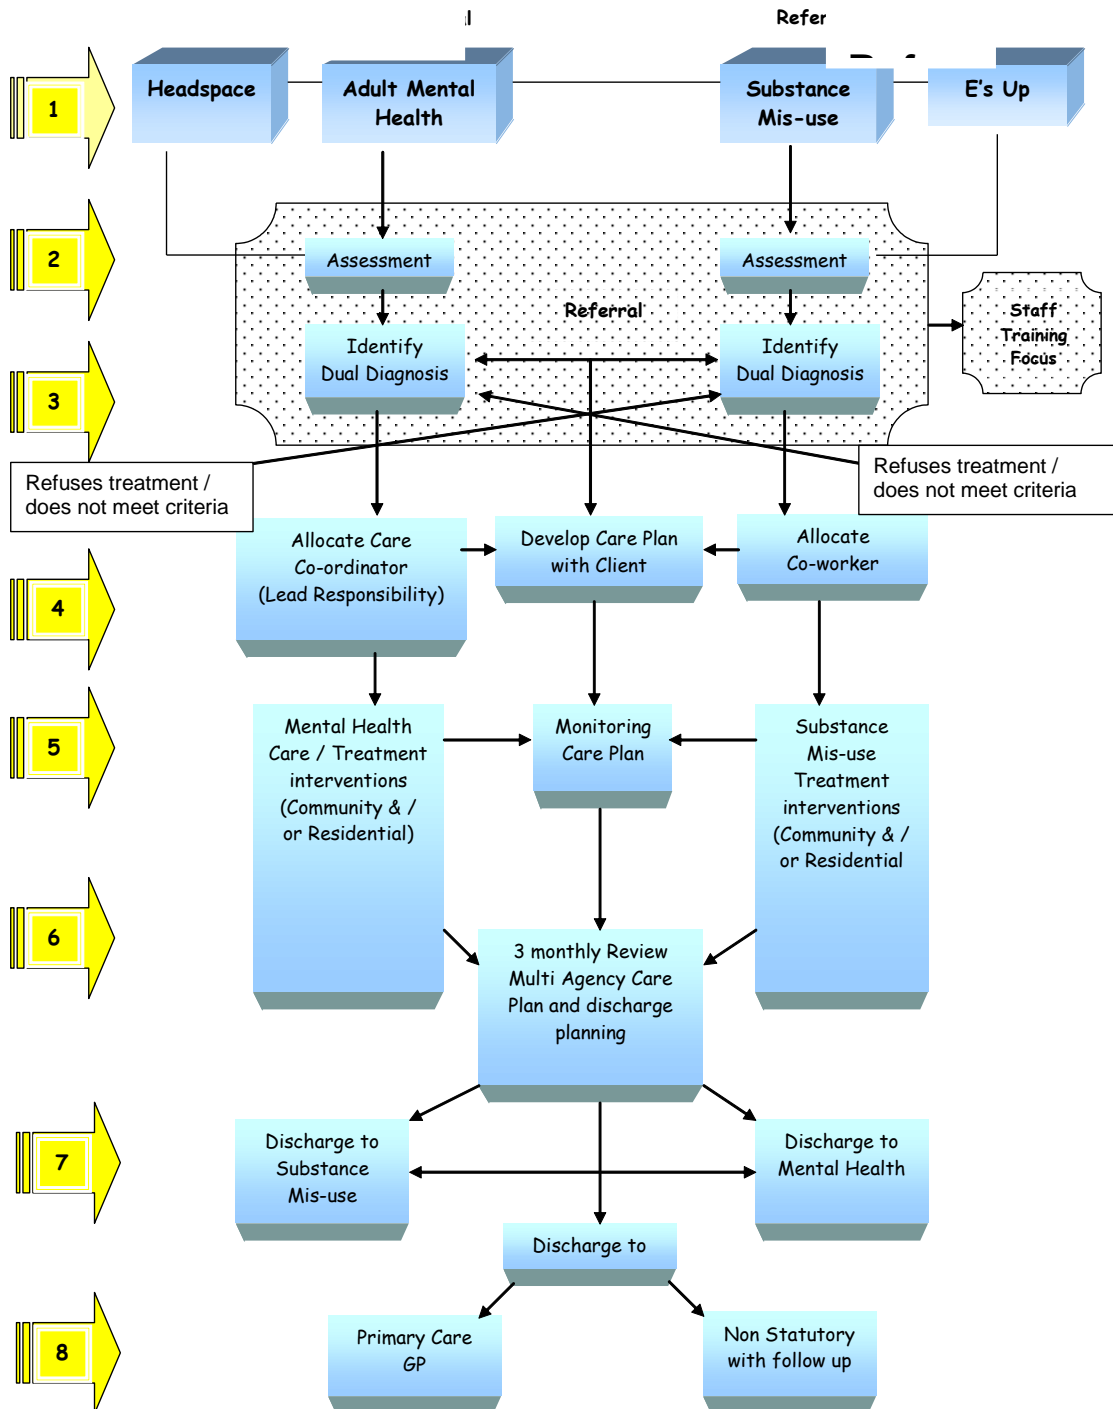 Refer
1
Headspace
Adult Mental
Health
Substance
Mis-use
E's Up
2
Assessment
Assessment
Referral
Staff
Training
Focus
3
Identify
Dual Diagnosis
Identify
Dual Diagnosis
Refuses treatment /
does not meet criteria
Refuses treatment /
does not meet criteria
4
Allocate Care
Co-ordinator
(Lead Responsibility)
Develop Care Plan
with Client
Allocate
Co-worker
5
Mental Health
Care / Treatment
interventions
(Community & /
or Residential)
Monitoring
Care Plan
Substance
Mis-use
Treatment
interventions
(Community & /
or Residential
6
3 monthly Review
Multi Agency Care
Plan and discharge
planning
7
Discharge to
Substance
Mis-use
Discharge to
Mental Health
Discharge to
8
Primary Care
GP
Non Statutory
with follow up